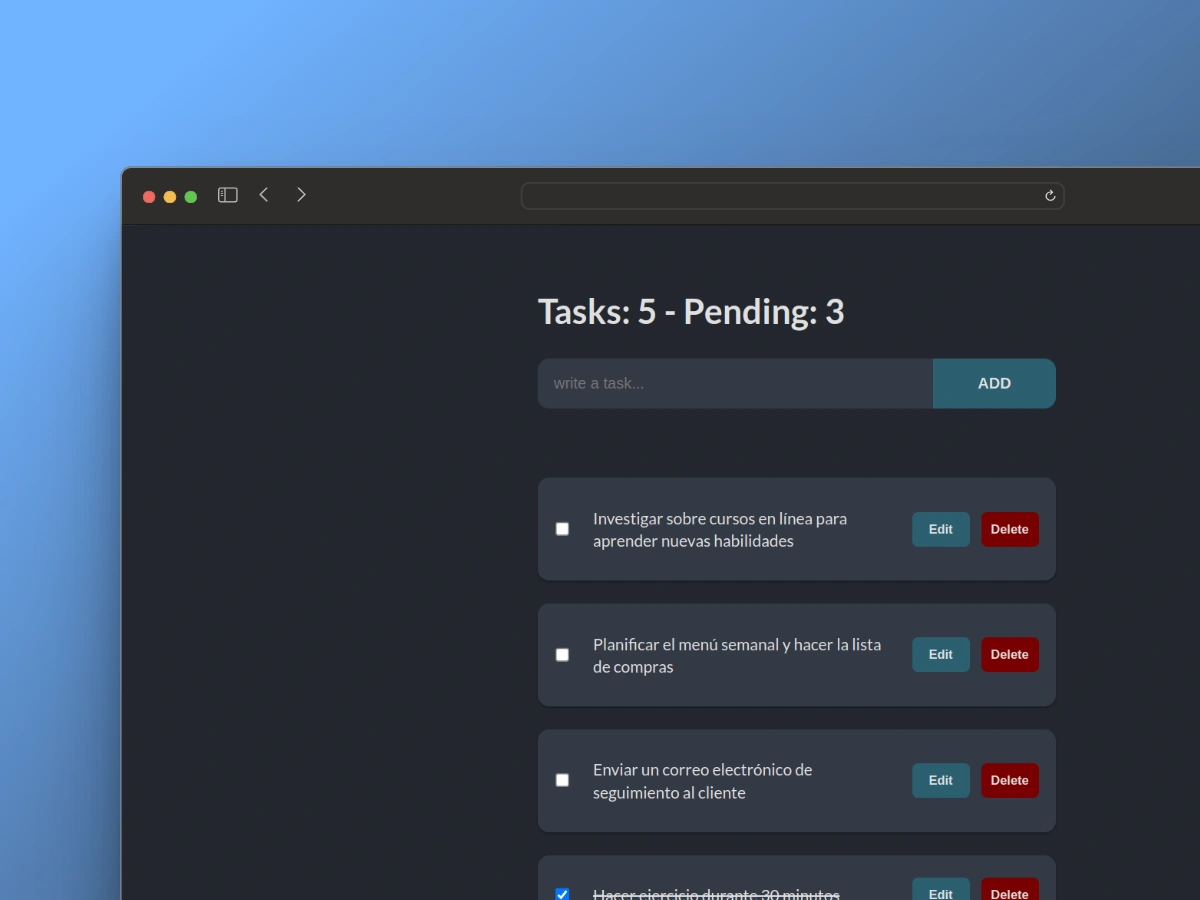 Tasks: 5 - Pending: 3
write a task...
ADD
Investigar sobre cursos en línea para
aprender nuevas habilidades
Edit
Delete
Planificar el menú semanal y hacer la lista
de compras
Edit
Delete
Enviar un correo electrónico de
seguimiento al cliente
Edit
Delete
Hacer ejercicio durante 30 minutos
Edit
Delete